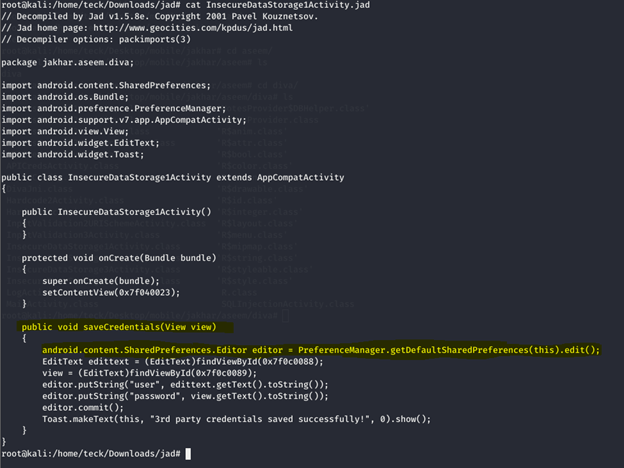 root@kali:/home/teck/Downloads/jad# cat InsecureDataStorage1Activity.jad
// Decompiled by Jad v1.5.8e. Copyright 2001 Pavel Kouznetsov.
// Jad home page: http://www.geocities.com/kpdus/jad.html
// Decompiler options: packimports(3)

package jakhar.aseem.diva;

import android.content.SharedPreferences;
import android.os.Bundle;
import android.preference.PreferenceManager;
import android.support.v7.app.AppCompatActivity;
import android.view.View;
import android.widget.EditText;
import android.widget.Toast;

public class InsecureDataStorage1Activity extends AppCompatActivity
{

    public InsecureDataStorage1Activity()
    {
    }

    protected void onCreate(Bundle bundle)
    {
        super.onCreate(bundle);
        setContentView(0x7f040023);
    }

    public void saveCredentials(View view)
    {
        android.content.SharedPreferences.Editor editor = PreferenceManager.getDefaultSharedPreferences(this).edit();
        EditText edittext = (EditText)findViewById(0x7f0c0088);
        view = (EditText)findViewById(0x7f0c0089);
        editor.putString("user", edittext.getText().toString());
        editor.putString("password", view.getText().toString());
        editor.commit();
        Toast.makeText(this, "3rd party credentials saved successfully!", 0).show();
    }
}
root@kali:/home/teck/Downloads/jad#